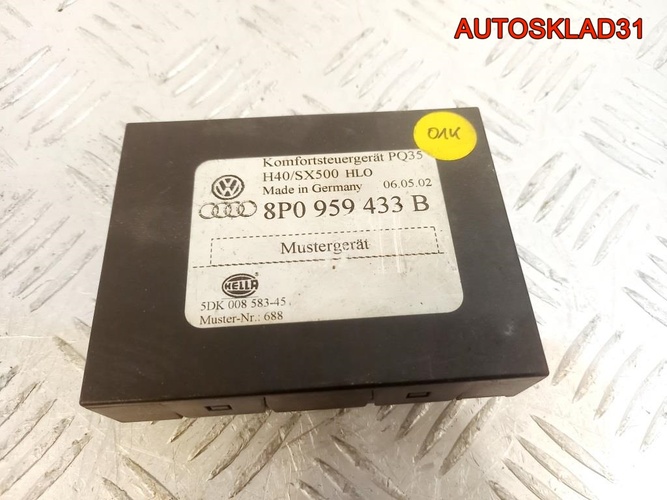 AUTOSKLAD31
01K
Komfortsteuergerät PQ35
H40/SX500 HLO
Made in Germany 06.05.02
8P0 959 433 B
Mustergerät
HELLA
5DK 008 583-45
Muster-Nr.: 688